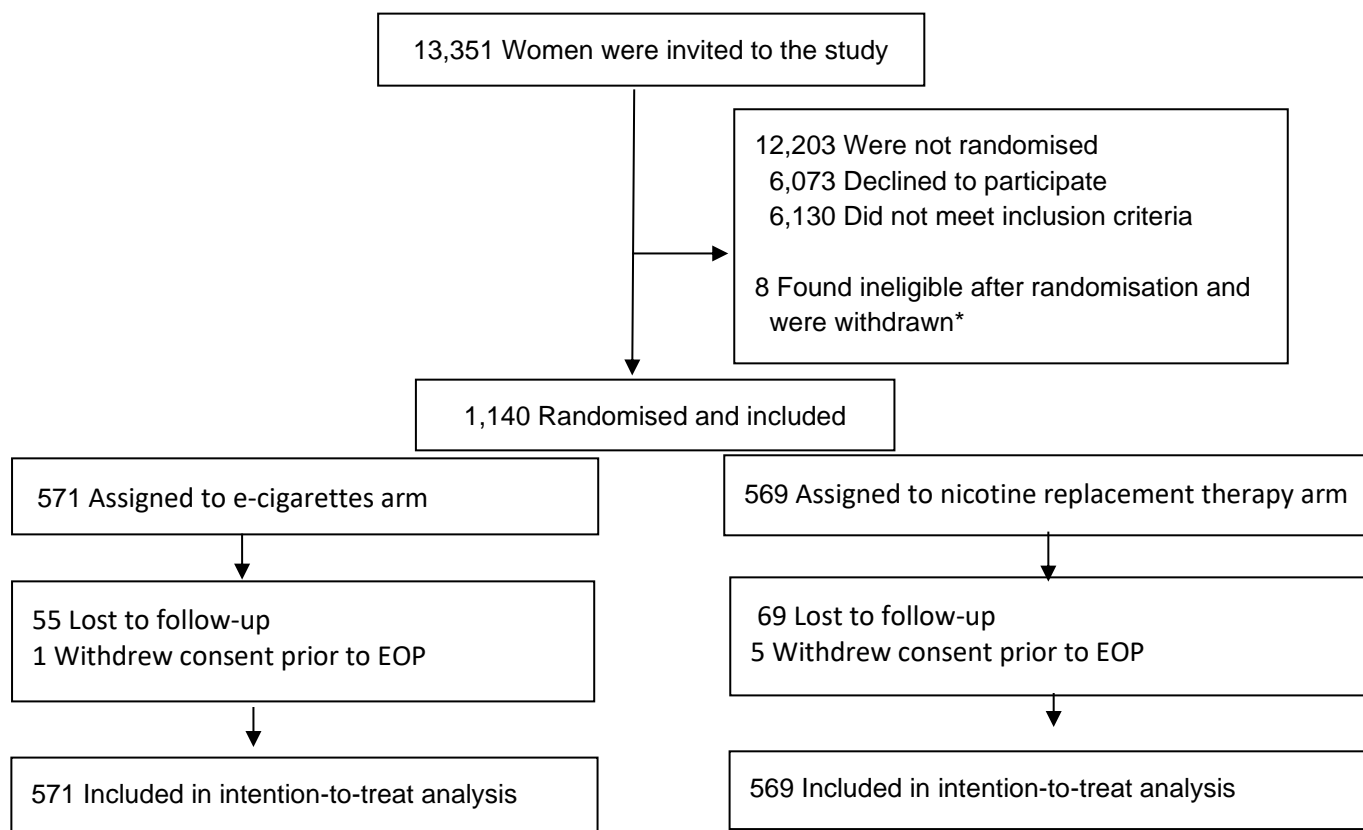 13,351 Women were invited to the study
12,203 Were not randomised
6,073 Declined to participate
6,130 Did not meet inclusion criteria
8 Found ineligible after randomisation and
were withdrawn*
1,140 Randomised and included
571 Assigned to e-cigarettes arm
569 Assigned to nicotine replacement therapy arm
55 Lost to follow-up
1 Withdrew consent prior to EOP
69 Lost to follow-up
5 Withdrew consent prior to EOP
571 Included in intention-to-treat analysis
569 Included in intention-to-treat analysis